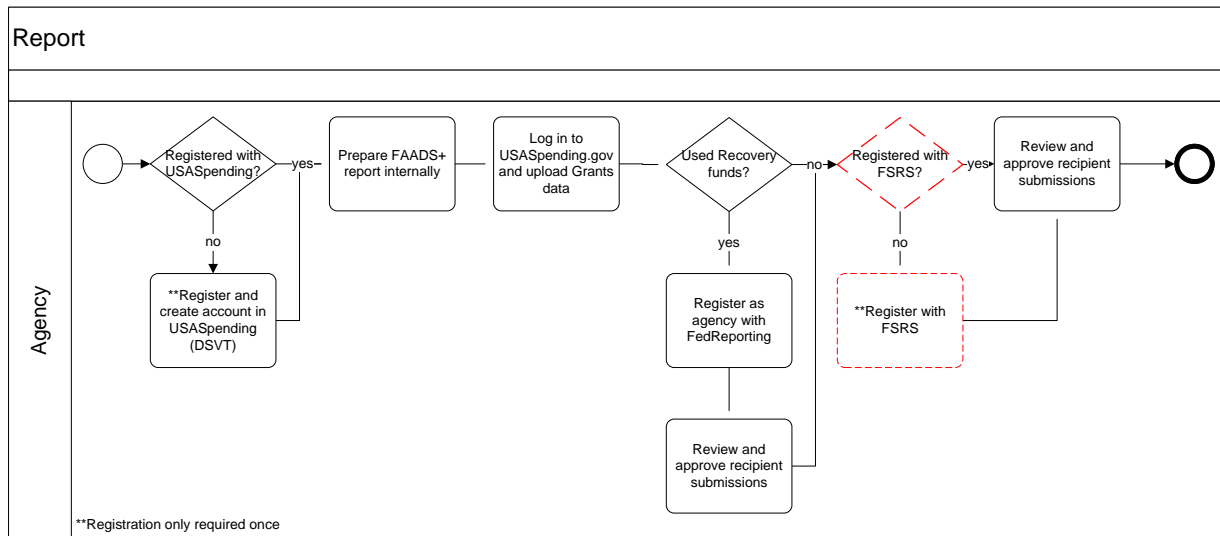 Report
Agency
Registered with
USASpending?
yes
no
**Register and
create account in
USASpending
(DSVT)
Prepare FAADS+
report internally
Log in to
USASpending.gov
and upload Grants
data
Used Recovery
funds?
no
yes
Register as
agency with
FedReporting
Review and
approve recipient
submissions
Registered with
FSRS?
yes
no
**Register with
FSRS
Review and
approve recipient
submissions
**Registration only required once